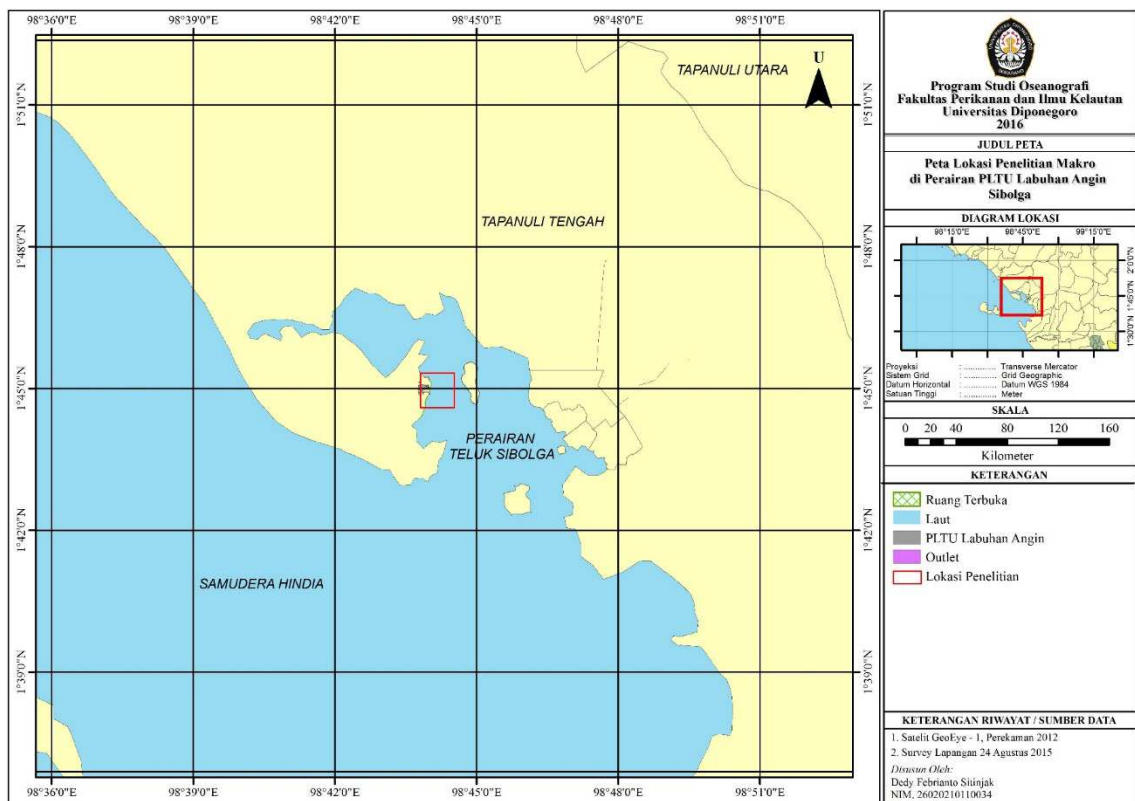 98°36'0"E
98°39'0"E
98°42'0"E
98°45'0"E
98°48'0"E
98°51'0"E
1°51'0"N
1°48'0"N
1°45'0"N
1°42'0"N
1°39'0"N
U
TAPANULI UTARA
TAPANULI TENGAH
PERAIRAN
TELUK SIBOLGA
SAMUDERA HINDIA
1°51'0"N
1°48'0"N
1°45'0"N
1°42'0"N
1°39'0"N
98°36'0"E
98°39'0"E
98°42'0"E
98°45'0"E
98°48'0"E
98°51'0"E
Program Studi Oseanografi
Fakultas Perikanan dan Ilmu Kelautan
Universitas Diponegoro
2016
JUDUL PETA
Peta Lokasi Penelitian Makro
di Perairan PLTU Labuhan Angin
Sibolga
DIAGRAM LOKASI
98°15'0"E 98°45'0"E 99°15'0"E
2°0'0"N
1°45'0"N
1°30'0"N
Proyeksi : .............. Transverse Mercator
Sistem Grid : .............. Grid Geographic
Datum Horizontal : .............. Datum WGS 1984
Satuan Tinggi : .............. Meter
SKALA
0 10 20 40 80 120 160
Kilometer
KETERANGAN
Ruang Terbuka
Laut
PLTU Labuhan Angin
Outlet
Lokasi Penelitian
KETERANGAN RIWAYAT / SUMBER DATA
1. Satelit GeoEye - 1, Perekaman 2012
2. Survey Lapangan 24 Agustus 2015
Disusun Oleh:
Dedy Febrianto Sitinjak
NIM. 26020210110034